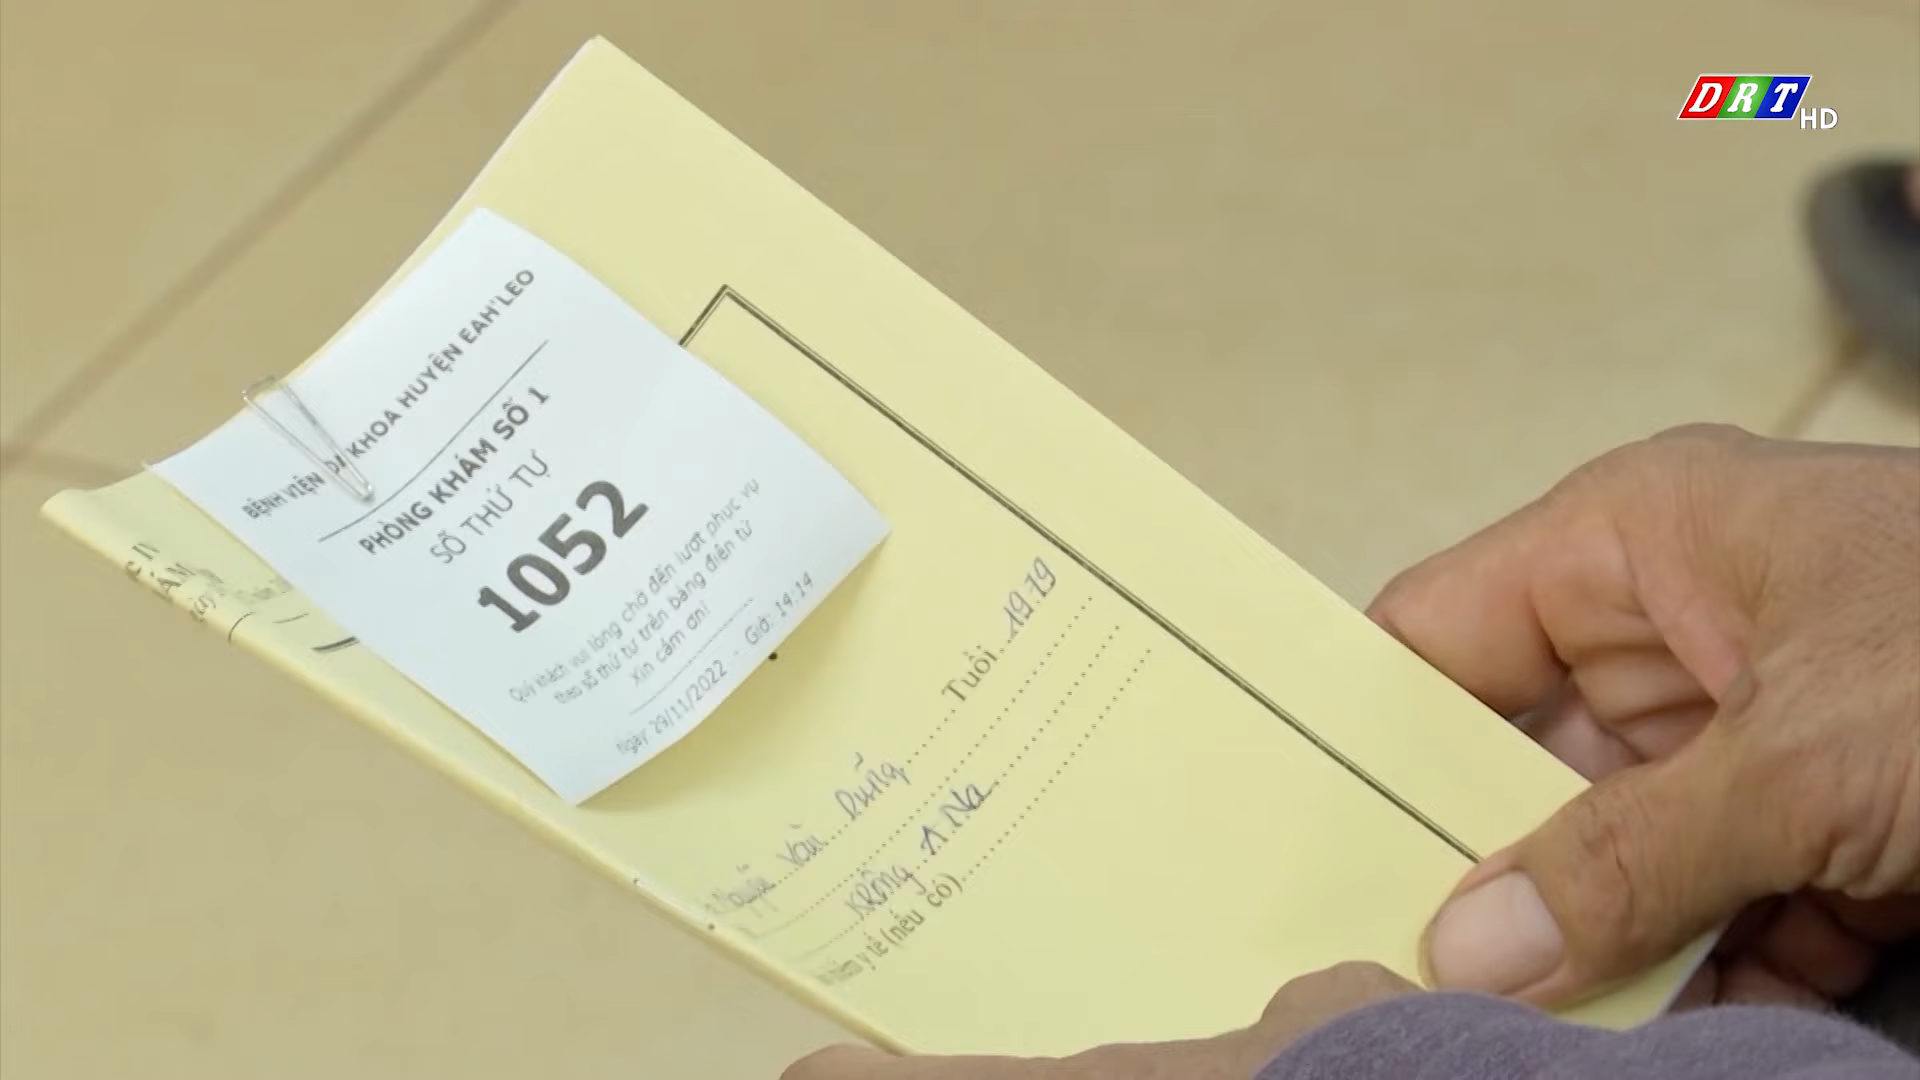 DRT HD
BỆNH VIỆN ĐA KHOA HUYỆN EAH'LEO
PHÒNG KHÁM SỐ 1
SỐ THỨ TỰ
1052
Quý khách vui lòng chờ đến lượt phục vụ
theo số thứ tự trên bảng điện tử
Xin cảm ơn!
Ngày: 29/11/2022 - Giờ: 14:14
Văn Dũng Tuổi 1979
Krông A Na
y tế (nếu có)